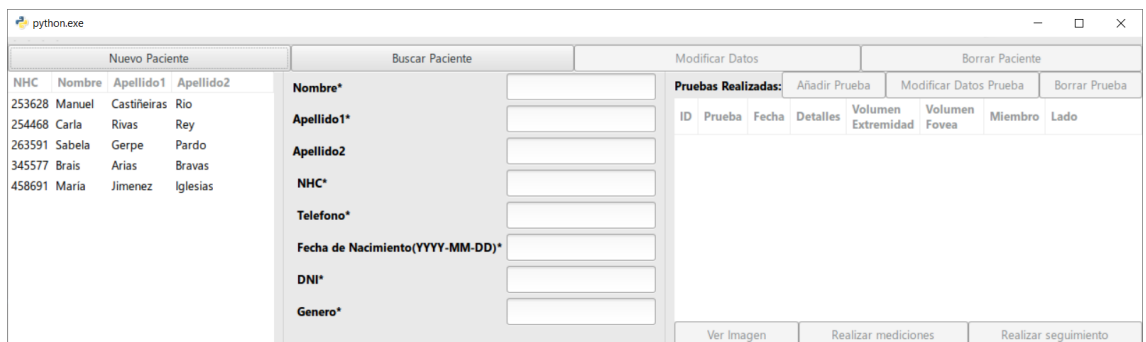 python.exe
Nuevo Paciente Buscar Paciente Modificar Datos Borrar Paciente
NHC Nombre Apellido1 Apellido2
253628 Manuel Castiñeiras Rio
254468 Carla Rivas Rey
263591 Sabela Gerpe Pardo
345577 Brais Arias Bravas
458691 María Jimenez Iglesias
Nombre*
Apellido1*
Apellido2
NHC*
Telefono*
Fecha de Nacimiento(YYYY-MM-DD)*
DNI*
Genero*
Pruebas Realizadas: Añadir Prueba Modificar Datos Prueba Borrar Prueba
ID Prueba Fecha Detalles Volumen Extremidad Volumen Fovea Miembro Lado
Ver Imagen Realizar mediciones Realizar seguimiento